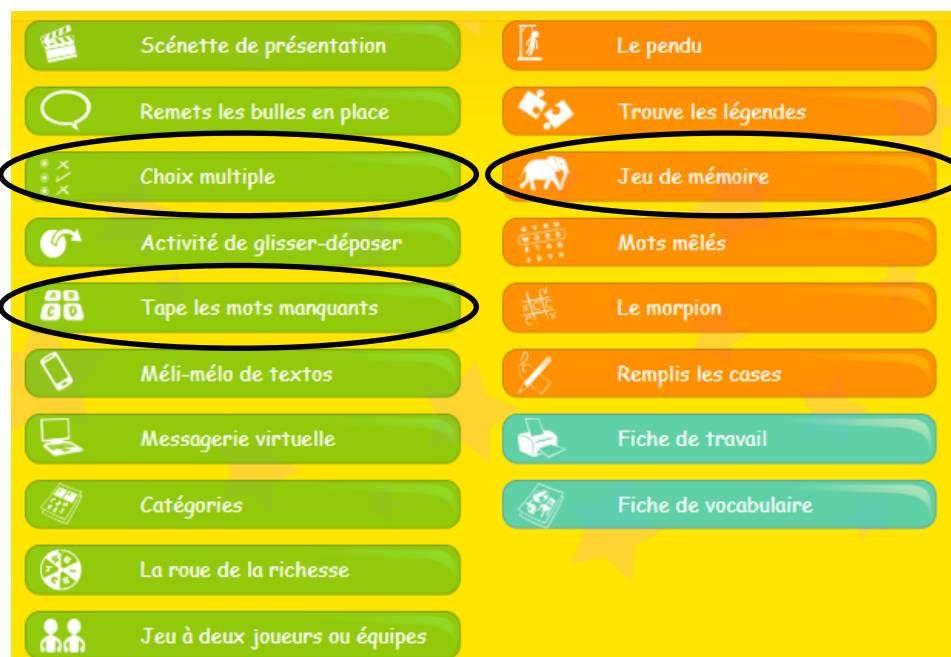 Scénette de présentation
Remets les bulles en place
Choix multiple
Activité de glisser-déposer
Tape les mots manquants
Méli-mélo de textos
Messagerie virtuelle
Catégories
La roue de la richesse
Jeu à deux joueurs ou équipes
Le pendu
Trouve les légendes
Jeu de mémoire
Mots mêlés
Le morpion
Remplis les cases
Fiche de travail
Fiche de vocabulaire